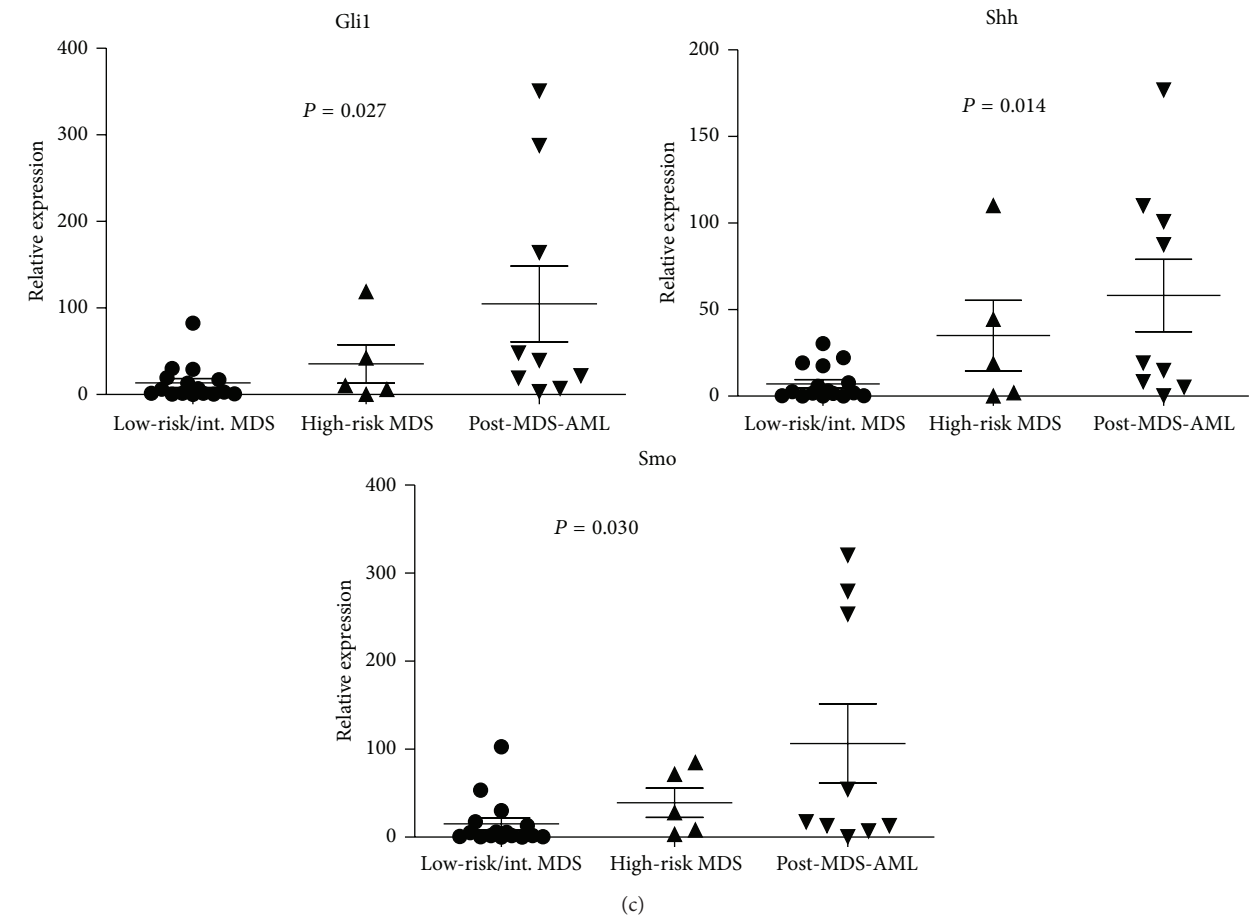 Gli1
400
300
200
100
0
Relative expression
P = 0.027
Low-risk/int. MDS
High-risk MDS
Post-MDS-AML
Shh
200
150
100
50
0
Relative expression
P = 0.014
Low-risk/int. MDS
High-risk MDS
Post-MDS-AML
Smo
400
300
200
100
0
Relative expression
P = 0.030
Low-risk/int. MDS
High-risk MDS
Post-MDS-AML
(c)